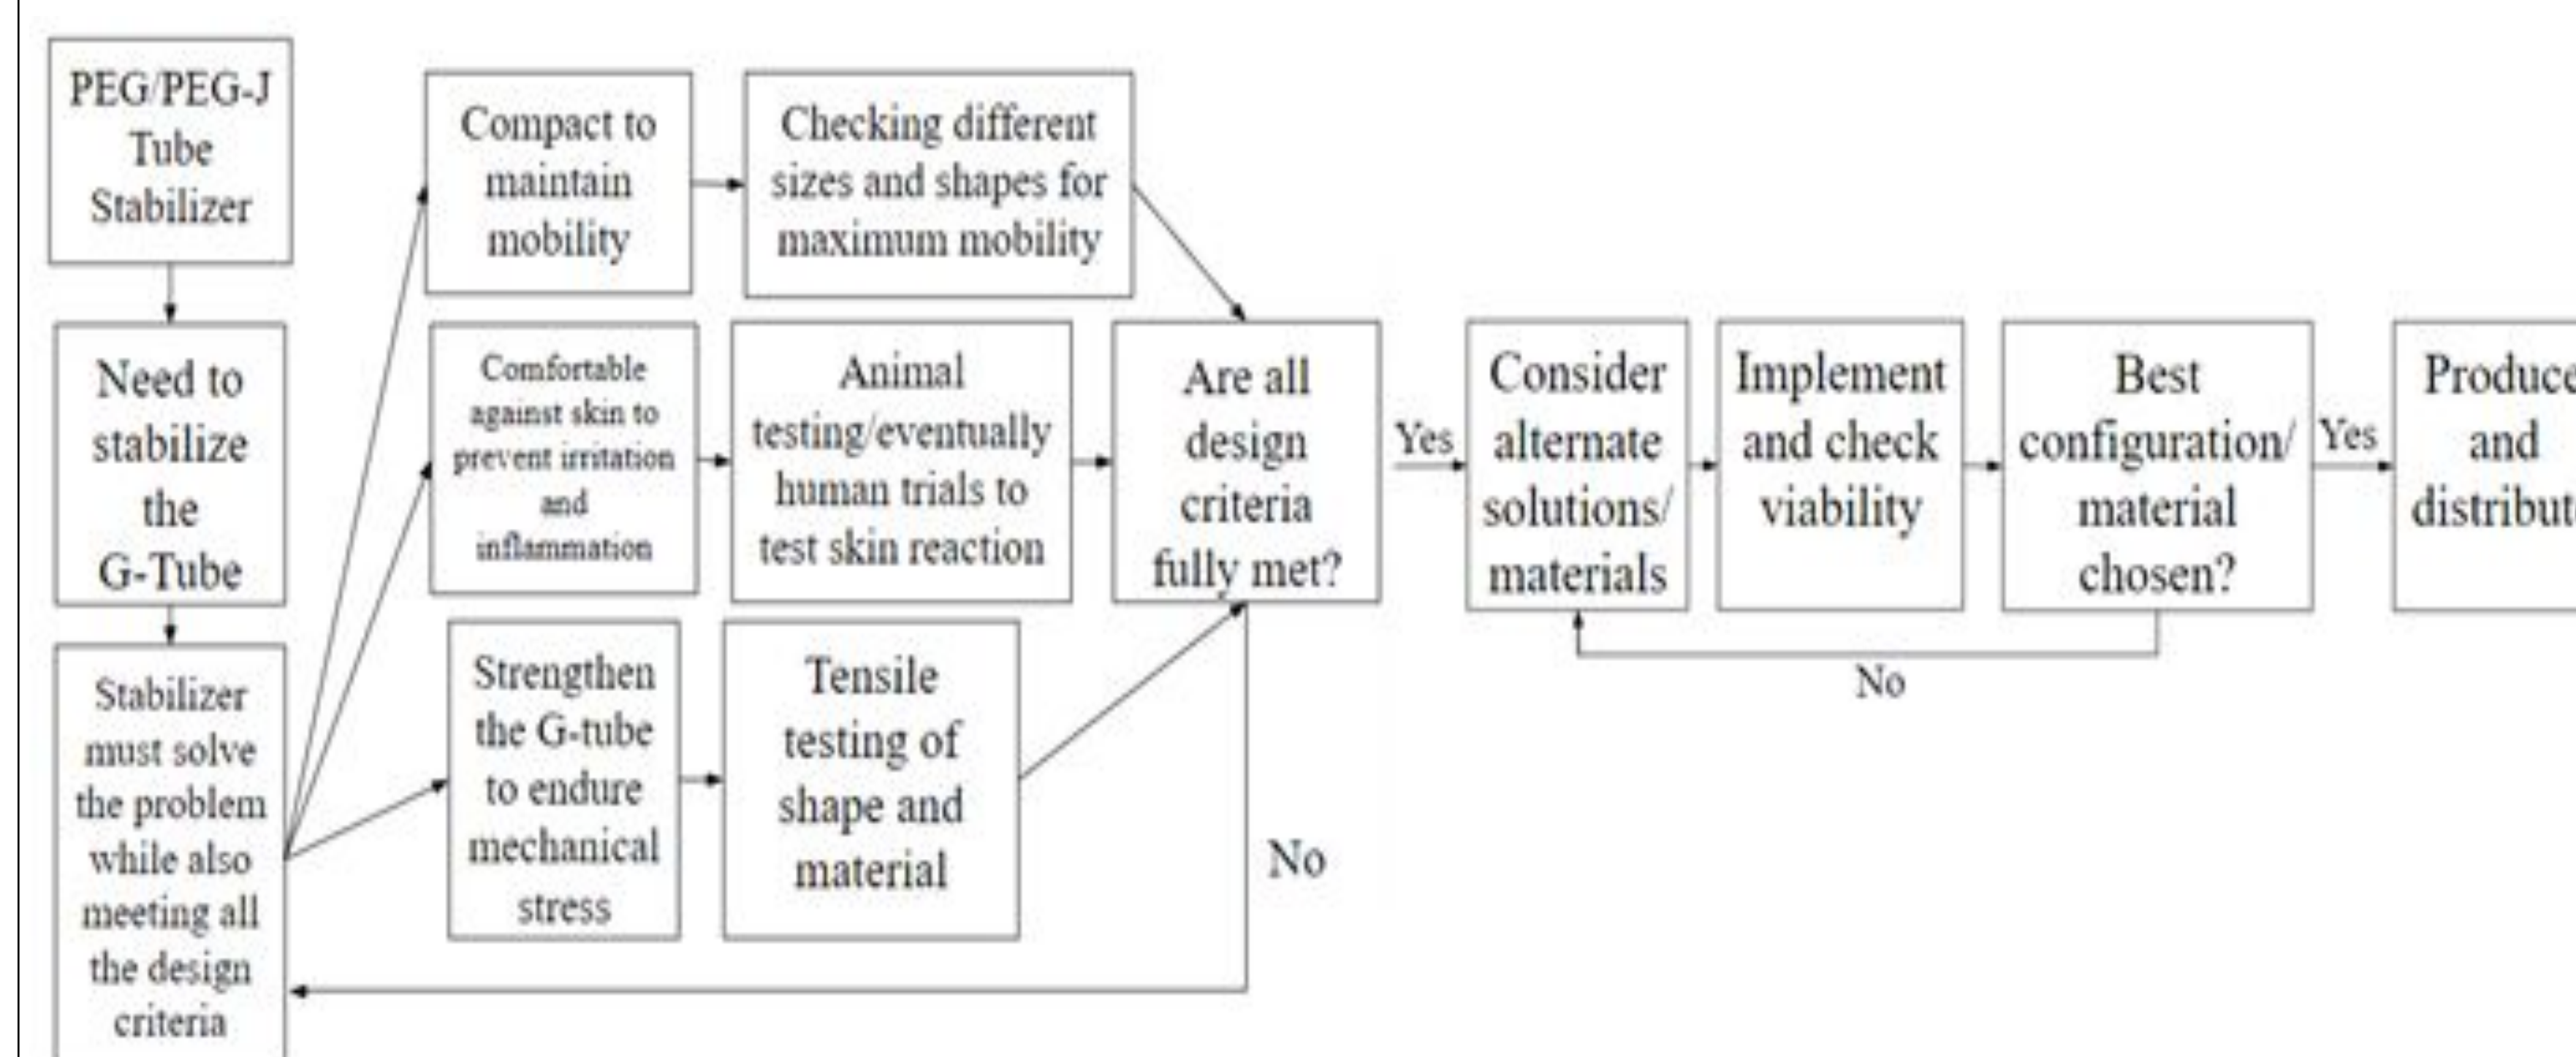 PEG/PEG-J
Tube
Stabilizer
Need to
stabilize
the
G-Tube
Stabilizer
must solve
the problem
while also
meeting all
the design
criteria
Compact to
maintain
mobility
Checking different
sizes and shapes for
maximum mobility
Comfortable
against skin to
prevent irritation
and
inflammation
Animal
testing/eventually
human trials to
test skin reaction
Strengthen
the G-tube
to endure
mechanical
stress
Tensile
testing of
shape and
material
Are all
design
criteria
fully met?
No
Yes
Consider
alternate
solutions/
materials
Implement
and check
viability
Best
configuration/
material
chosen?
No
Yes
Produce
and
distribut